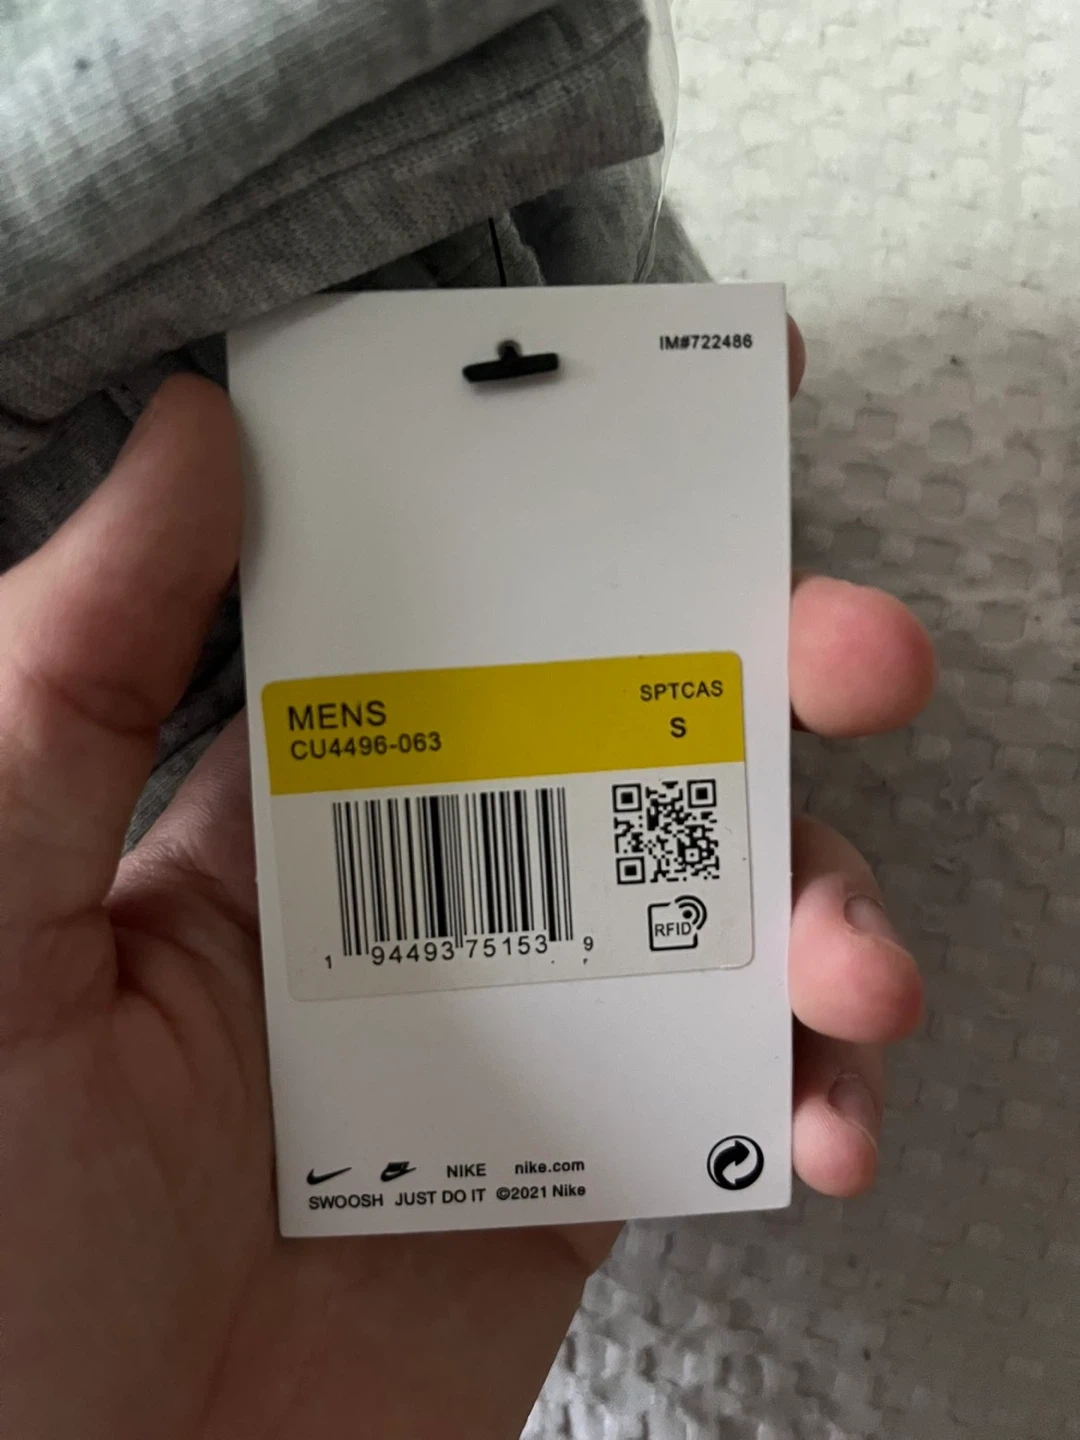 IM#722486
MENS
SPTCAS
CU4496-063
S
RFID
1 94493 75153 9
NIKE nike.com
SWOOSH JUST DO IT ©2021 Nike